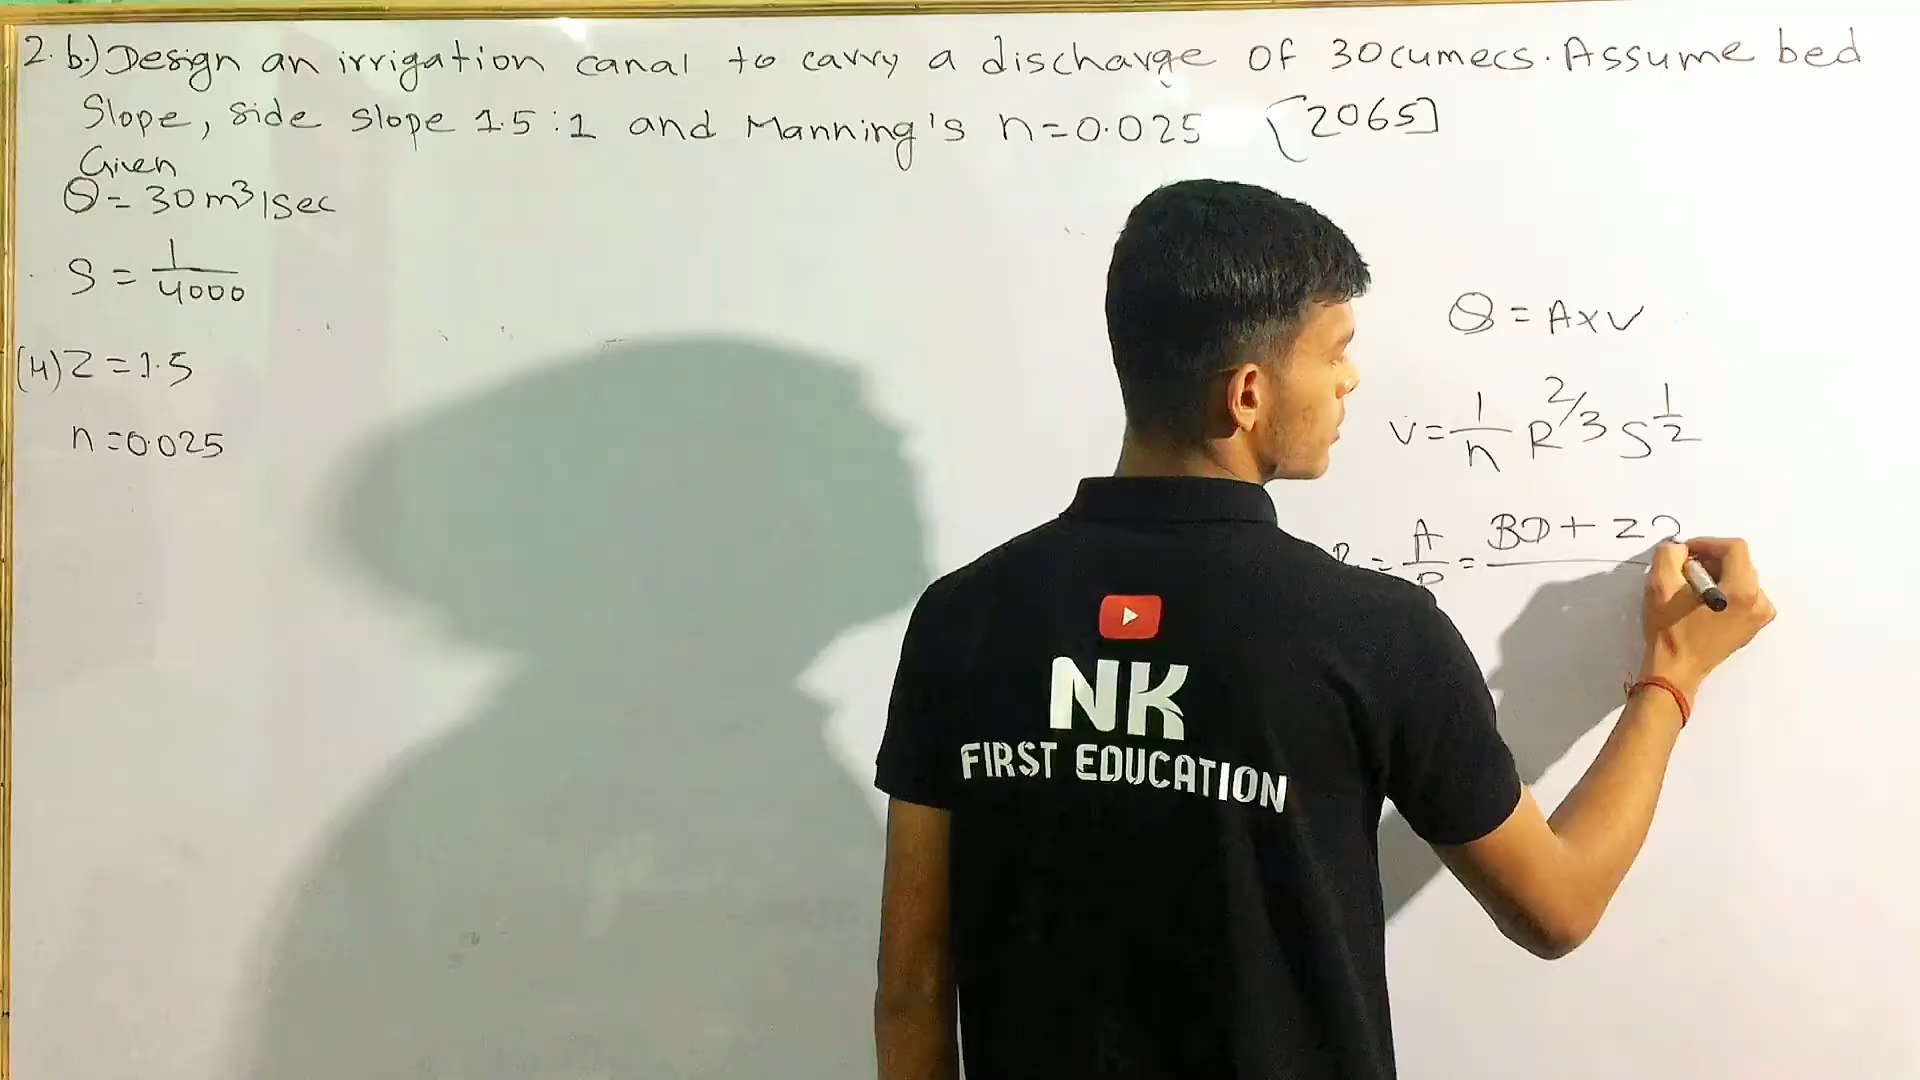 2. b.) Design an irrigation canal to carry a discharge of 30cumecs. Assume bed
Slope, side slope 1.5:1 and Manning's n=0.025 [2065]
Given
Q = 30m³/sec
S = 1/4000
(H) Z = 1.5
n = 0.025
Q = A×V
V = 1/n R^2/3 S^1/2
= A/P = BD + Z
NK
FIRST EDUCATION